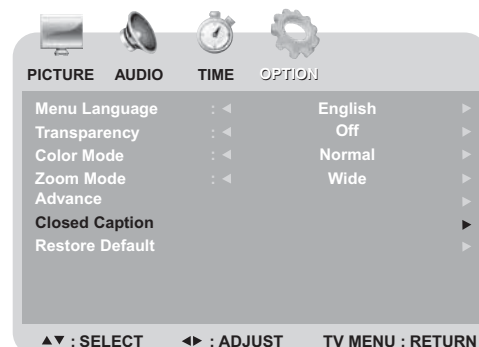 PICTURE AUDIO TIME OPTION
Menu Language : ◀ English ▶
Transparency : ◀ Off ▶
Color Mode : ◀ Normal ▶
Zoom Mode : ◀ Wide ▶
Advance ▶
Closed Caption ▶
Restore Default ▶
▲▼ : SELECT ◀▶ : ADJUST TV MENU : RETURN